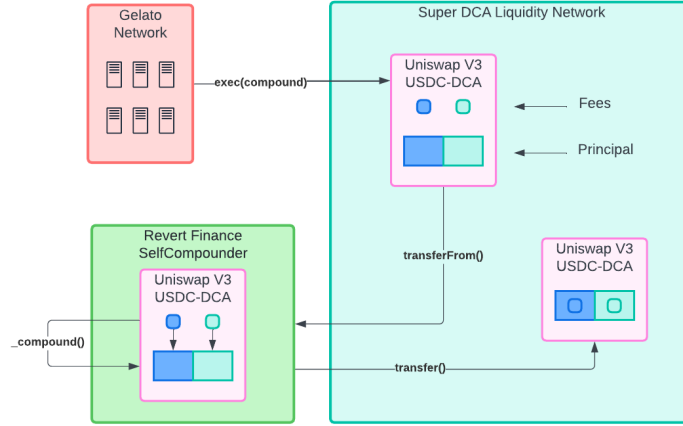 Gelato
Network
Super DCA Liquidity Network
Uniswap V3
USDC-DCA
exec(compound)
Fees
Principal
Revert Finance
SelfCompounder
transferFrom()
Uniswap V3
USDC-DCA
Uniswap V3
USDC-DCA
_compound()
transfer()